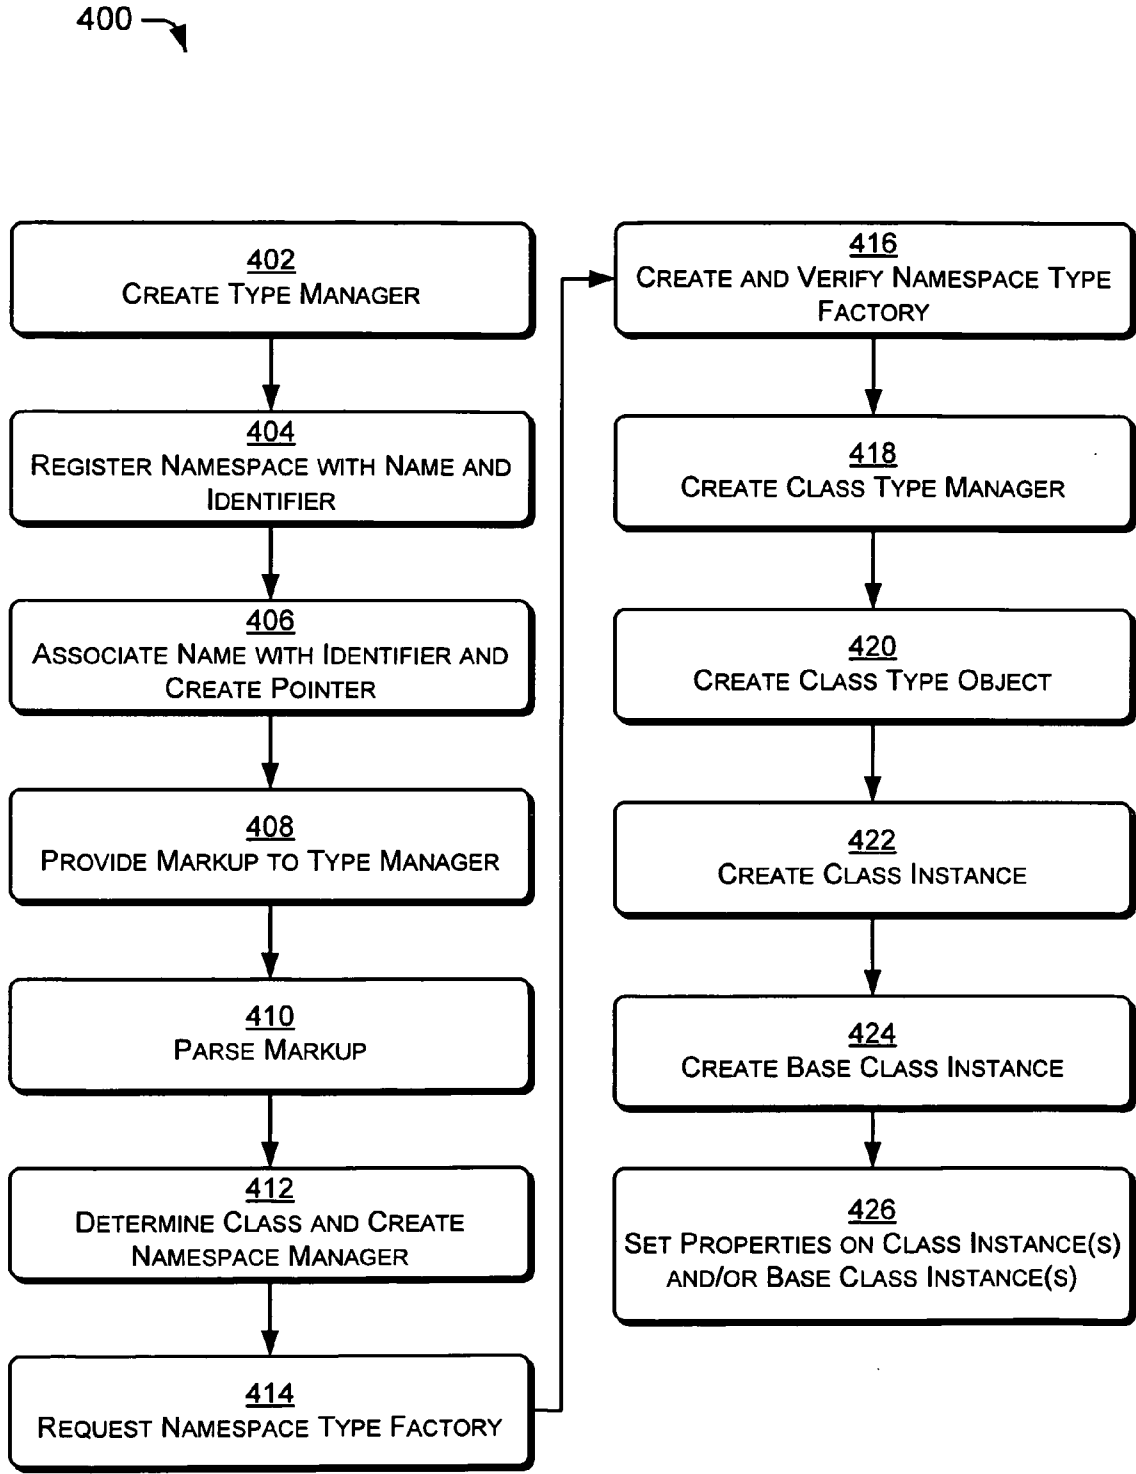 400
402
CREATE TYPE MANAGER
404
REGISTER NAMESPACE WITH NAME AND
IDENTIFIER
406
ASSOCIATE NAME WITH IDENTIFIER AND
CREATE POINTER
408
PROVIDE MARKUP TO TYPE MANAGER
410
PARSE MARKUP
412
DETERMINE CLASS AND CREATE
NAMESPACE MANAGER
414
REQUEST NAMESPACE TYPE FACTORY
416
CREATE AND VERIFY NAMESPACE TYPE
FACTORY
418
CREATE CLASS TYPE MANAGER
420
CREATE CLASS TYPE OBJECT
422
CREATE CLASS INSTANCE
424
CREATE BASE CLASS INSTANCE
426
SET PROPERTIES ON CLASS INSTANCE(S)
AND/OR BASE CLASS INSTANCE(S)